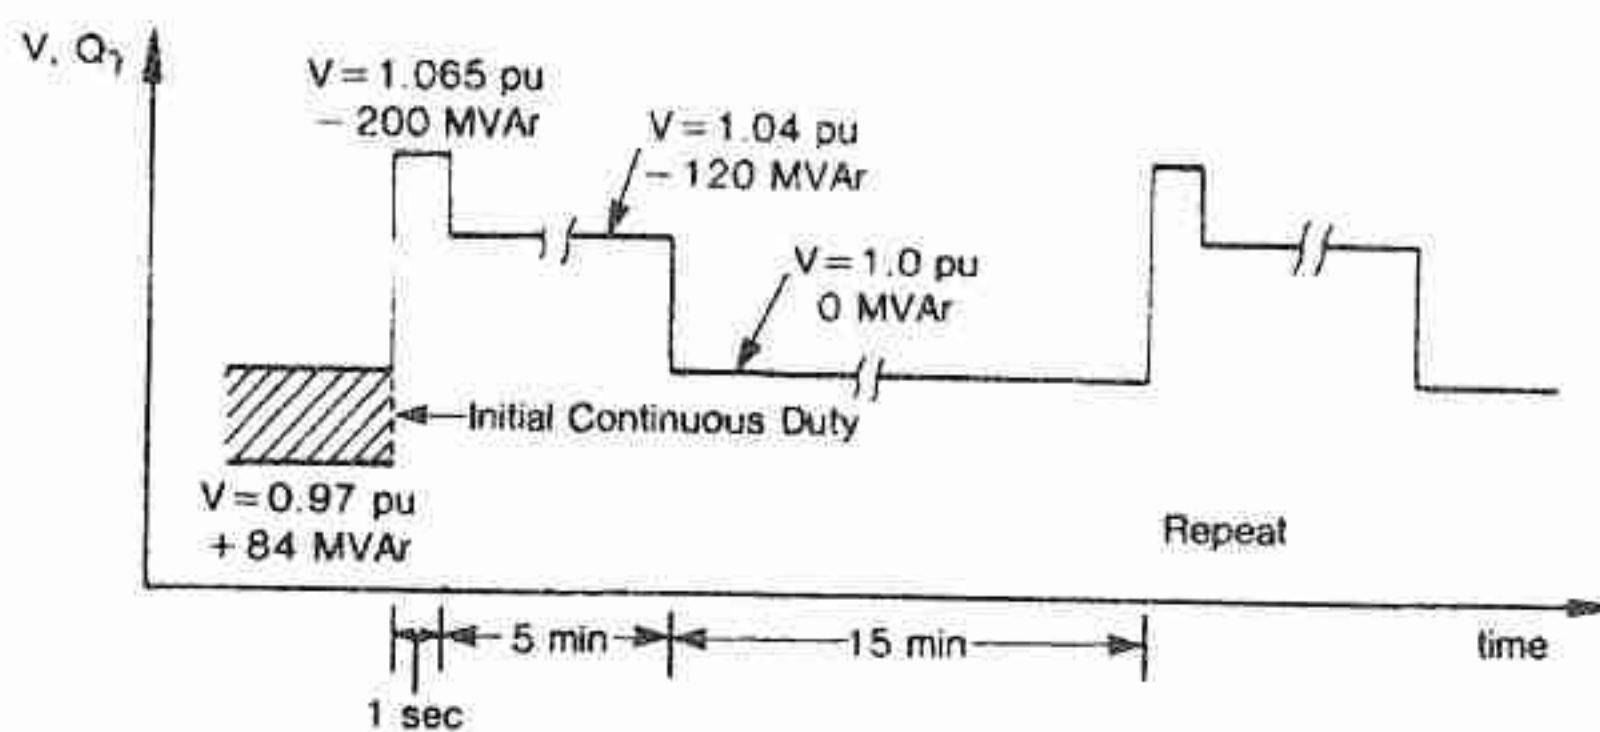 V, Qγ
V=1.065 pu
−200 MVAr
V=1.04 pu
−120 MVAr
V=1.0 pu
0 MVAr
Initial Continuous Duty
V=0.97 pu
+84 MVAr
Repeat
5 min
15 min
time
1 sec